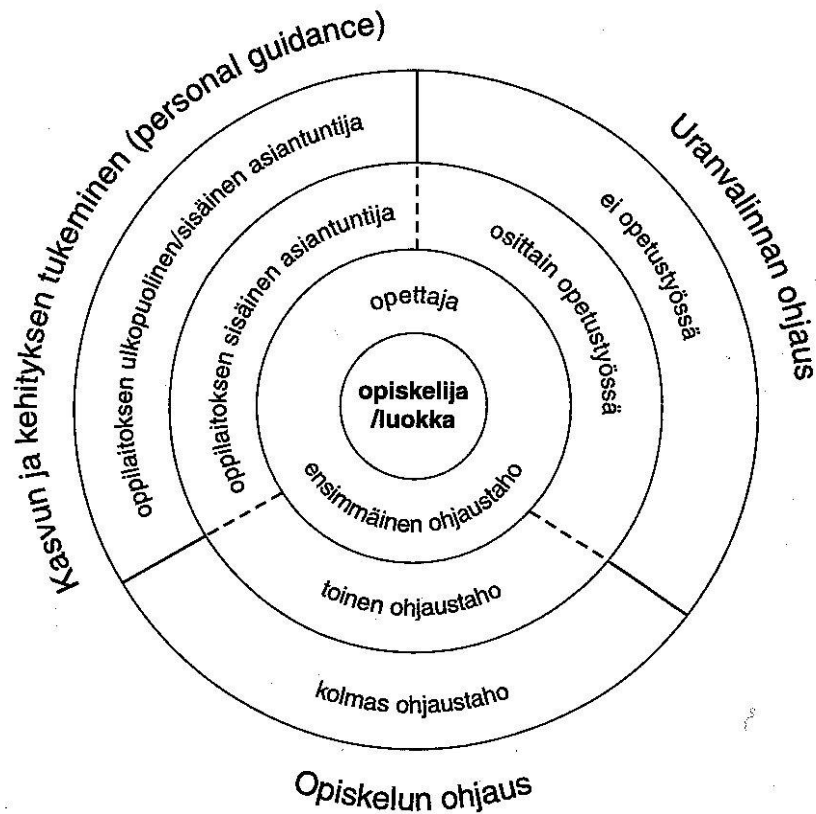 Kasvun ja kehityksen tukeminen (personal guidance)
Uranvalinnan ohjaus
oppilaitoksen ulkopuolinen/sisäinen asiantuntija
ei opetustyössä
oppilaitoksen sisäinen asiantuntija
osittain opetustyössä
opettaja
opiskelija
/luokka
ensimmäinen ohjaustaho
toinen ohjaustaho
kolmas ohjaustaho
Opiskelun ohjaus